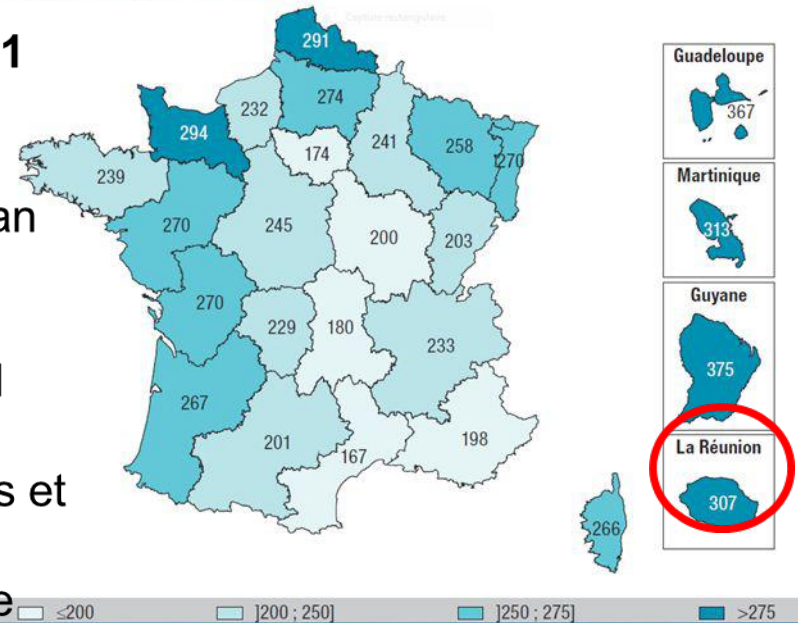 Capture rectangulaire
1
291
232
274
294
174
241
258
270
239
270
245
200
203
270
229
180
233
267
201
167
198
266
an
s et
e
Guadeloupe
367
Martinique
313
Guyane
375
La Réunion
307
≤200
]200 ; 250]
]250 ; 275]
>275